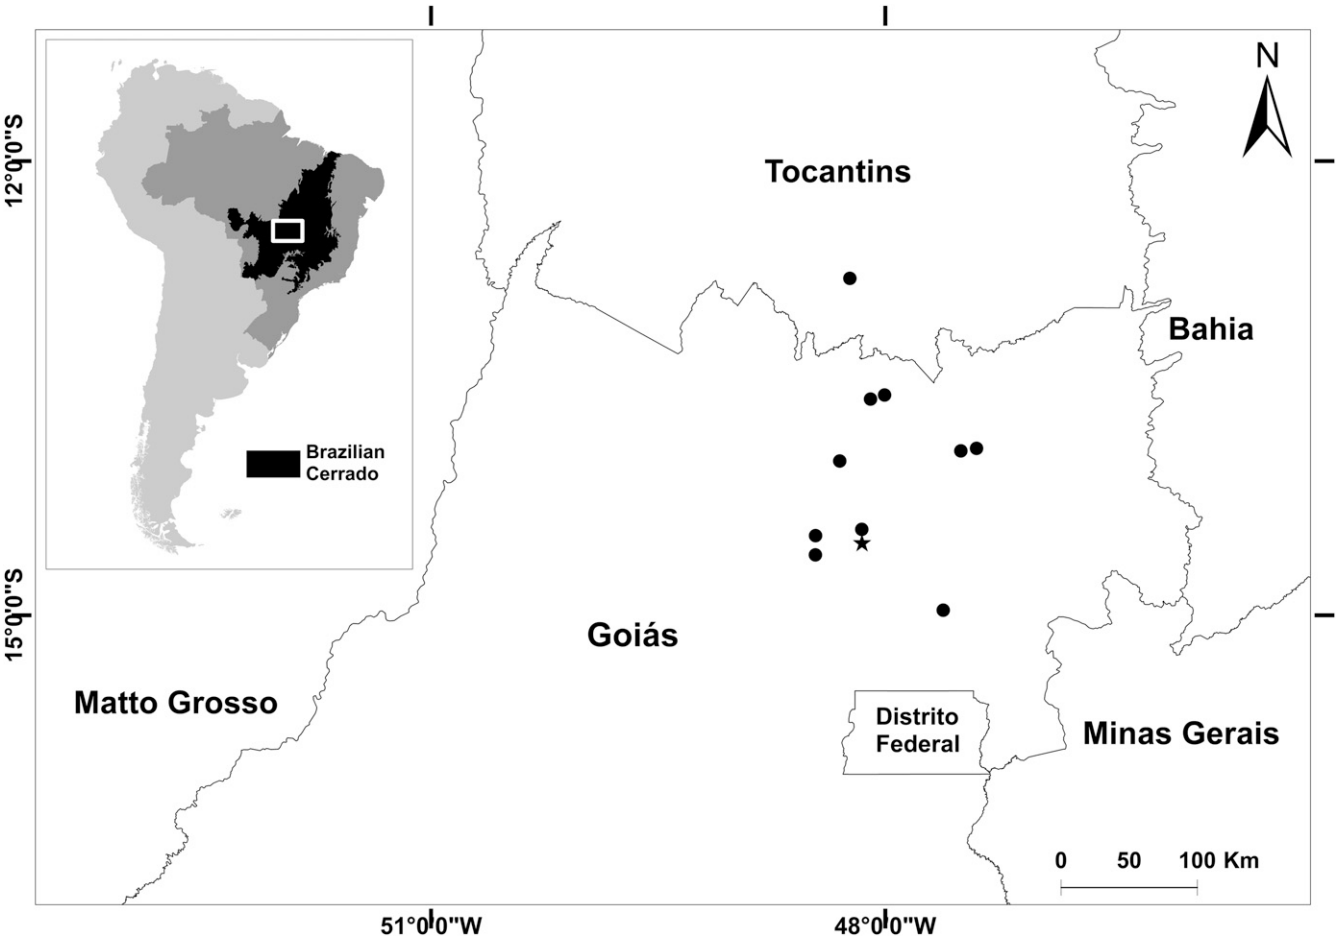 N
12°0'0"S
Tocantins
Bahia
Brazilian
Cerrado
15°0'0"S
Goiás
Matto Grosso
Distrito
Federal
Minas Gerais
0 50 100 Km
51°0'0"W 48°0'0"W